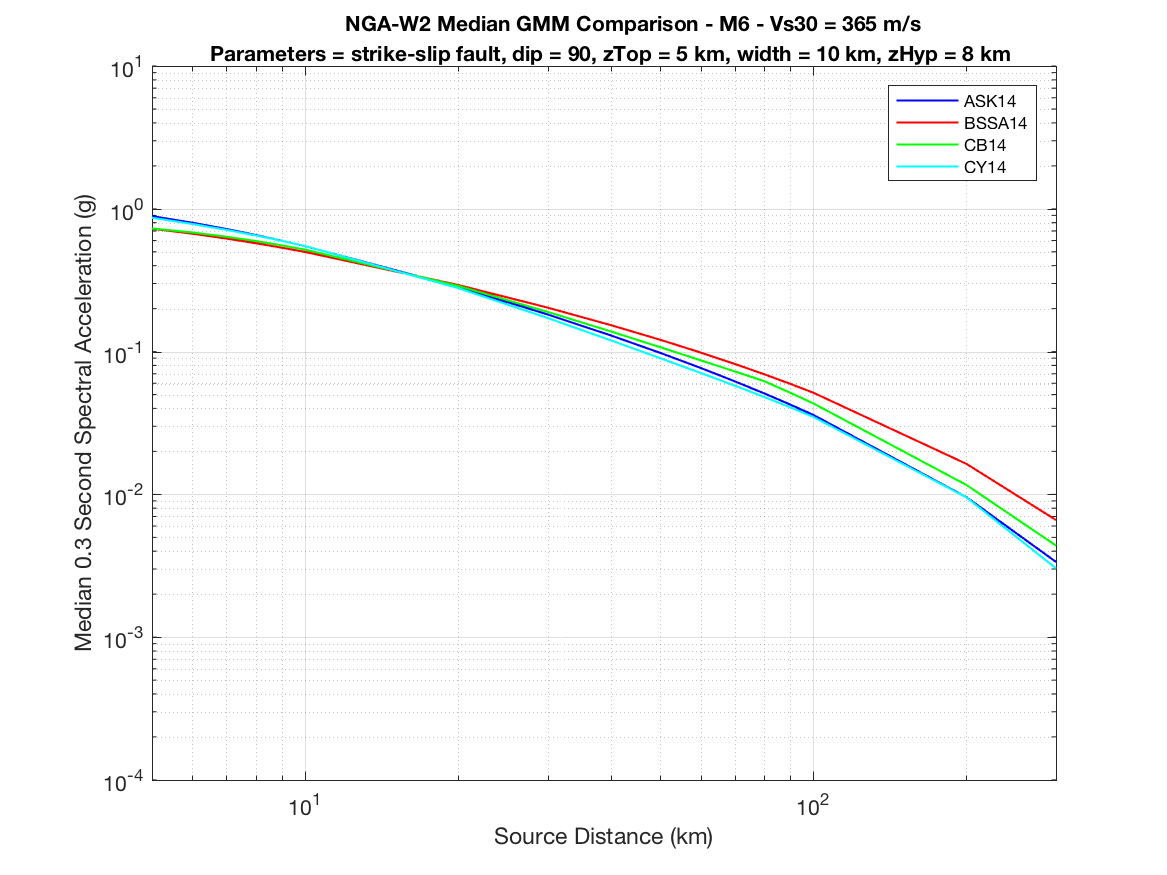 NGA-W2 Median GMM Comparison - M6 - Vs30 = 365 m/s
Parameters = strike-slip fault, dip = 90, zTop = 5 km, width = 10 km, zHyp = 8 km
ASK14
BSSA14
CB14
CY14
Median 0.3 Second Spectral Acceleration (g)
10^1
10^0
10^-1
10^-2
10^-3
10^-4
10^1
10^2
Source Distance (km)